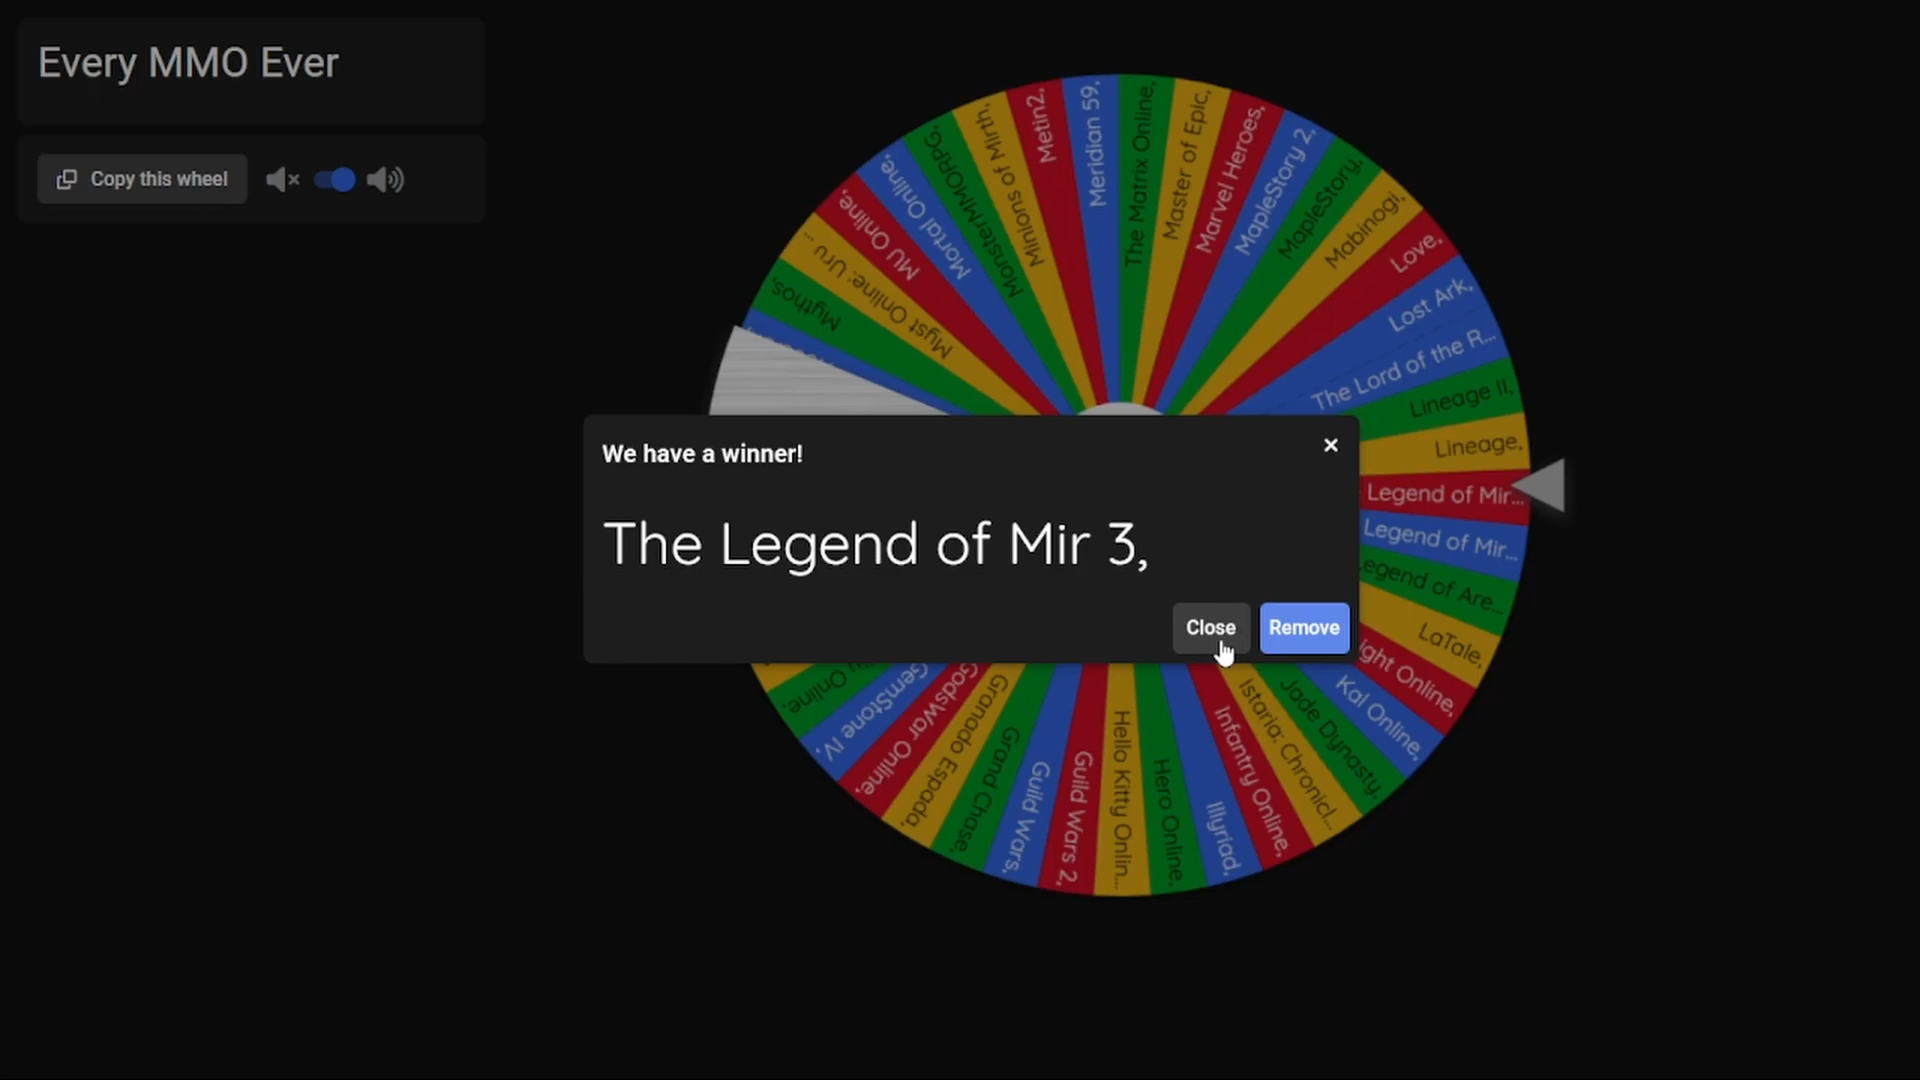 Every MMO Ever
Copy this wheel
Mythos,
Myst Online: Uru ...
MU Online,
Mortal Online,
MonsterMMORPG,
Minions of Mirth,
Metin2,
Meridian 59,
The Matrix Online,
Master of Epic,
Marvel Heroes,
MapleStory 2,
MapleStory,
Mabinogi,
Love,
Lost Ark,
The Lord of the R...
Lineage II,
Lineage,
Legend of Mir...
Legend of Mir...
egend of Are...
LaTale,
ight Online,
Kal Online,
Jade Dynasty,
Istaria: Chronicl...
Infantry Online,
Illyriad,
Hero Online,
Hello Kitty Onlin...
Guild Wars 2,
Guild Wars,
Grand Chase,
Granado Espada,
GodsWar Online,
GemStone IV,
Online,
We have a winner!
×
The Legend of Mir 3,
Close
Remove